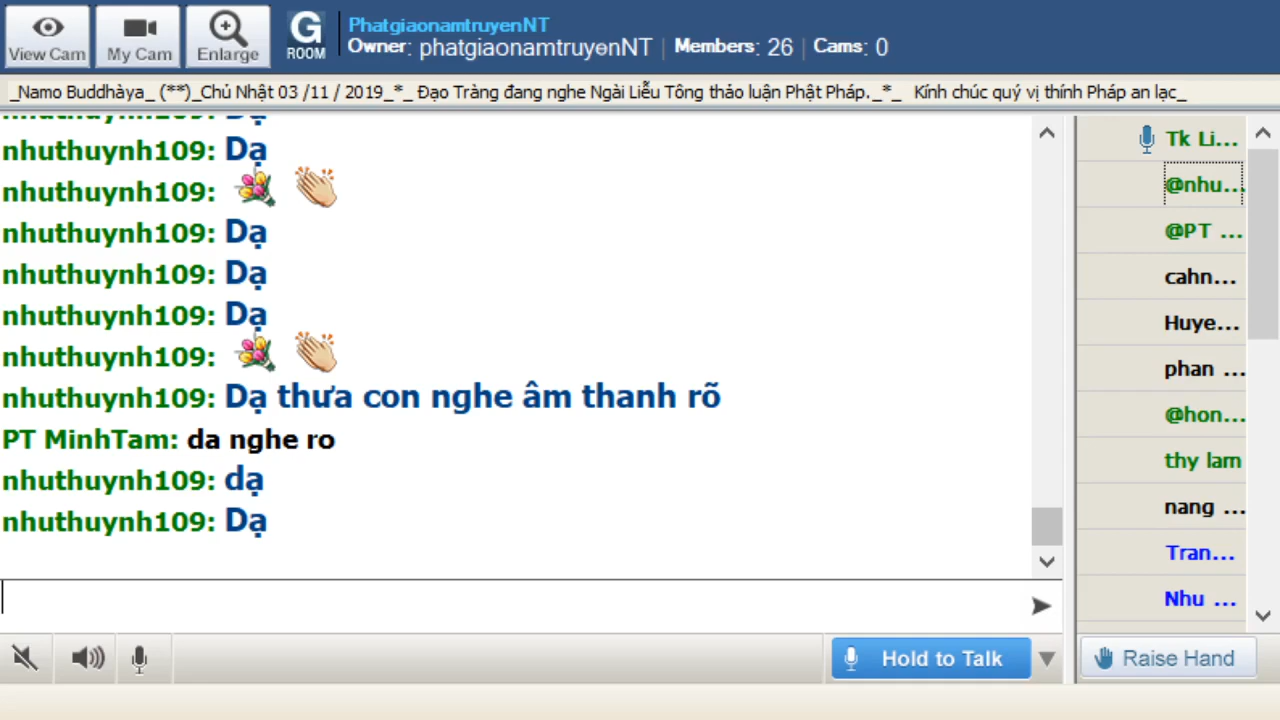 View Cam
My Cam
Enlarge
G
ROOM
PhatgiaonamtruyenNT
Owner: phatgiaonamtruyenNT | Members: 26 | Cams: 0
_Namo Buddhàya_ (**)_Chủ Nhật 03 /11 / 2019_*_ Đạo Tràng đang nghe Ngài Liễu Tông thảo luận Phật Pháp._*_ Kính chúc quý vị thính Pháp an lạc_
nhuthuynh109: Dạ
nhuthuynh109: Dạ
nhuthuynh109:
nhuthuynh109: Dạ
nhuthuynh109: Dạ
nhuthuynh109: Dạ
nhuthuynh109:
nhuthuynh109: Dạ thưa con nghe âm thanh rõ
PT MinhTam: da nghe ro
nhuthuynh109: dạ
nhuthuynh109: Dạ
Tk Li...
@nhu...
@PT ...
cahn...
Huye...
phan ...
@hon...
thy lam
nang ...
Tran...
Nhu ...
Hold to Talk
Raise Hand